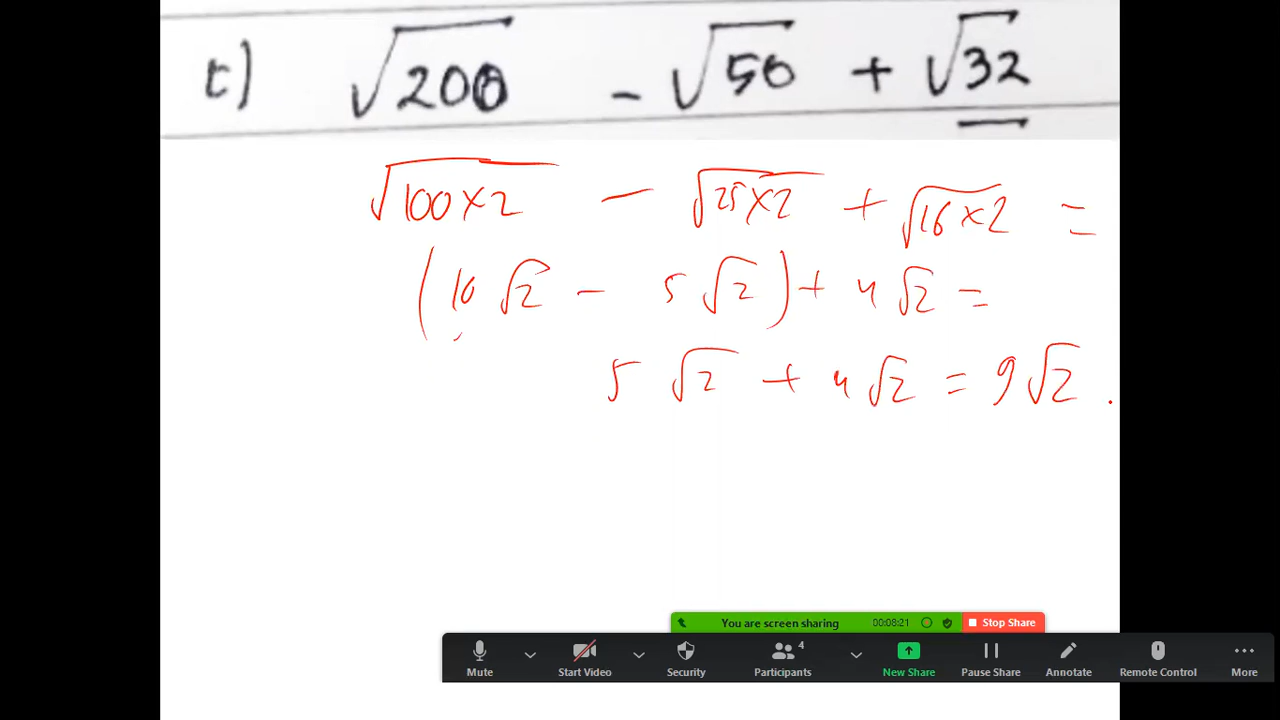 c) √200 - √50 + √32
√100×2 - √25×2 + √16×2 =
(10√2 - 5√2) + 4√2 =
5√2 + 4√2 = 9√2 .
You are screen sharing 00:08:21 Stop Share
Mute Start Video Security Participants 4 New Share Pause Share Annotate Remote Control More